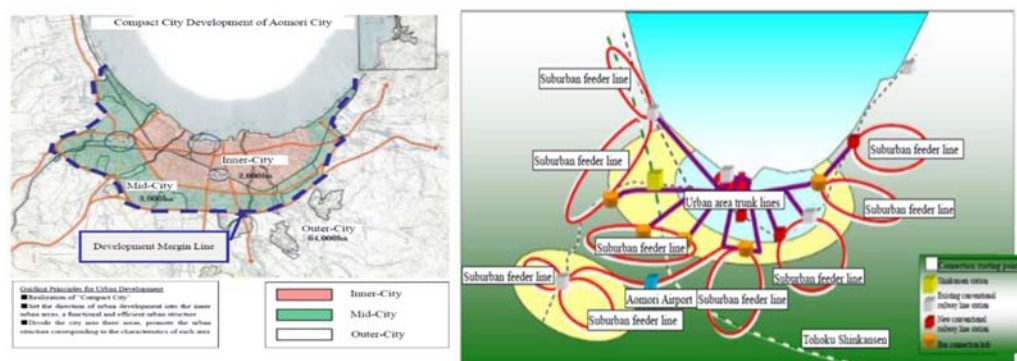 Compact City Development of Aomori City
Inner-City
2,000ha
Mid-City
3,000ha
Outer-City
64,000ha
Development Margin Line
Guiding Principles for Urban Development
■Realization of "Compact City"
■Set the direction of urban development into the inner
urban areas, a functional and efficient urban structure
■Divide the city into three areas, promote the urban
structure corresponding to the characteristics of each area
Inner-City
Mid-City
Outer-City
Suburban feeder line
Suburban feeder line
Suburban feeder line
Suburban feeder line
Urban area trunk lines
Suburban feeder line
Suburban feeder line
Suburban feeder line
Aomori Airport
Suburban feeder line
Suburban feeder line
Suburban feeder line
Tohoku Shinkansen
Connection starting point
Shinkansen
station
Existing conventional
railway line station
New conventional
railway line station
Bus connection hub